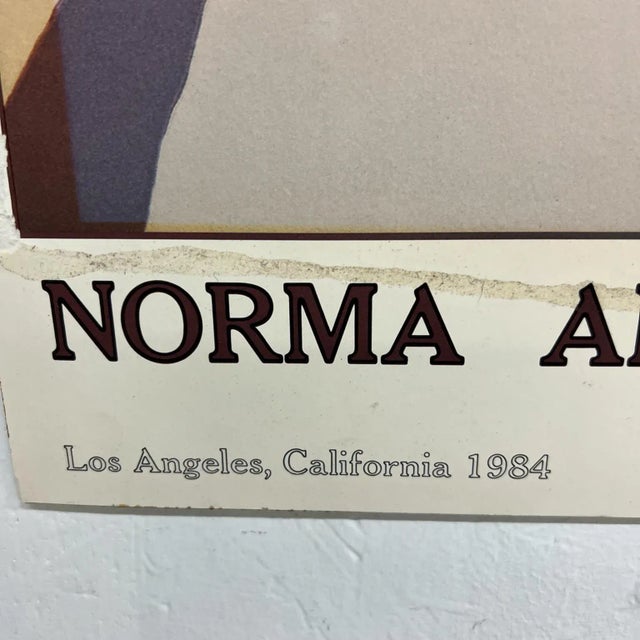 NORMA
Los Angeles, California 1984